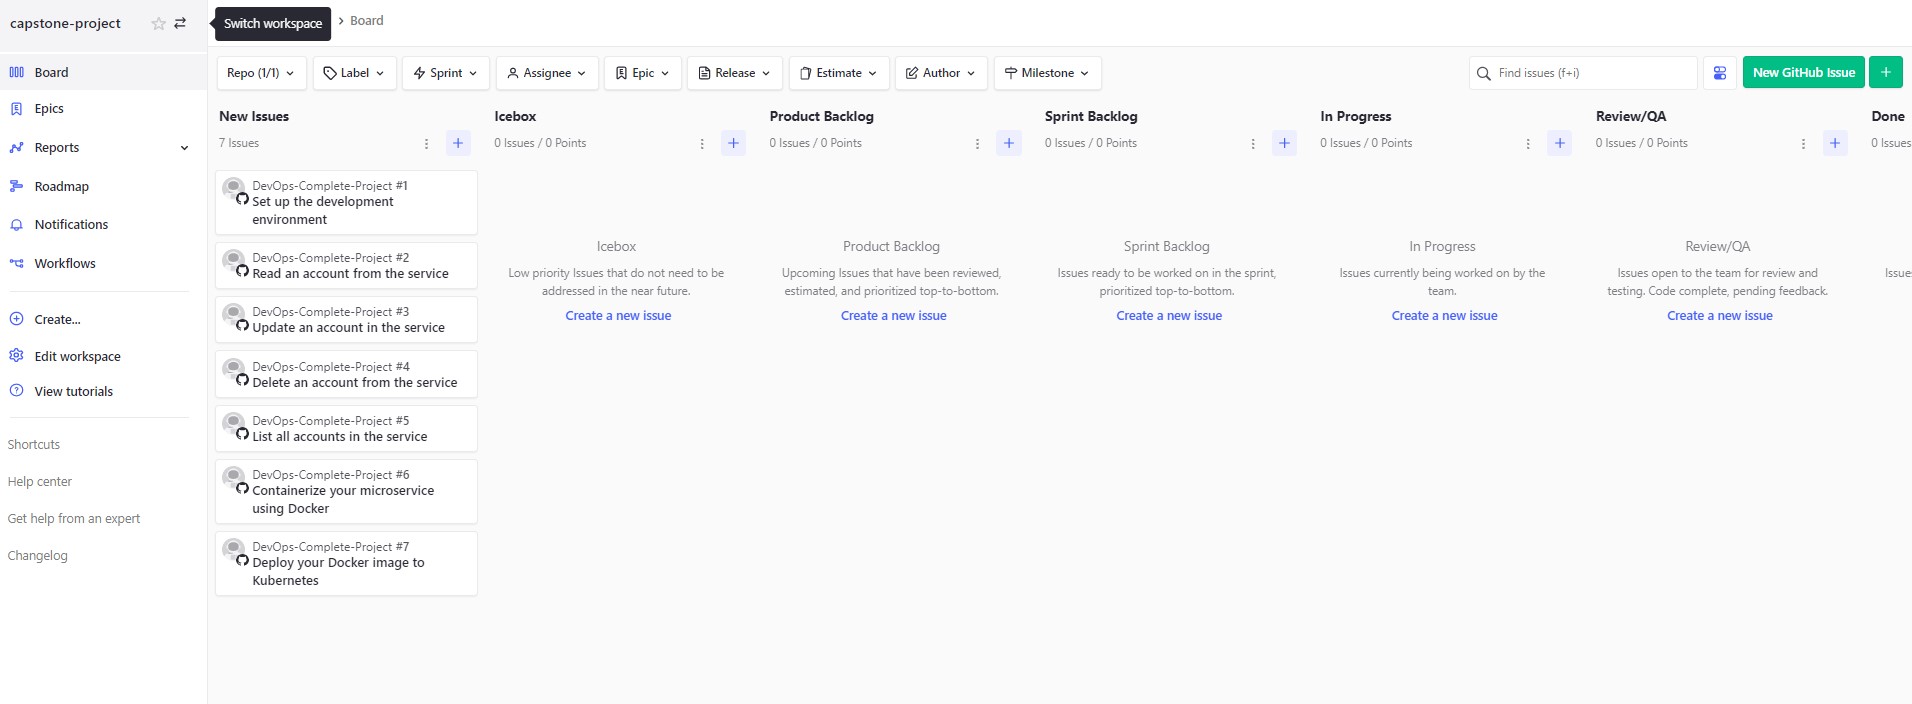 capstone-project
Switch workspace
Board
Board
Epics
Reports
Roadmap
Notifications
Workflows
Create...
Edit workspace
View tutorials
Shortcuts
Help center
Get help from an expert
Changelog
Repo (1/1)
Label
Sprint
Assignee
Epic
Release
Estimate
Author
Milestone
Find issues (f+i)
New GitHub Issue
+
New Issues
7 Issues
DevOps-Complete-Project #1
Set up the development
environment
DevOps-Complete-Project #2
Read an account from the service
DevOps-Complete-Project #3
Update an account in the service
DevOps-Complete-Project #4
Delete an account from the service
DevOps-Complete-Project #5
List all accounts in the service
DevOps-Complete-Project #6
Containerize your microservice
using Docker
DevOps-Complete-Project #7
Deploy your Docker image to
Kubernetes
Icebox
0 Issues / 0 Points
Icebox
Low priority Issues that do not need to be
addressed in the near future.
Create a new issue
Product Backlog
0 Issues / 0 Points
Product Backlog
Upcoming Issues that have been reviewed,
estimated, and prioritized top-to-bottom.
Create a new issue
Sprint Backlog
0 Issues / 0 Points
Sprint Backlog
Issues ready to be worked on in the sprint,
prioritized top-to-bottom.
Create a new issue
In Progress
0 Issues / 0 Points
In Progress
Issues currently being worked on by the
team.
Create a new issue
Review/QA
0 Issues / 0 Points
Review/QA
Issues open to the team for review and
testing. Code complete, pending feedback.
Create a new issue
Done
0 Issues
Issue